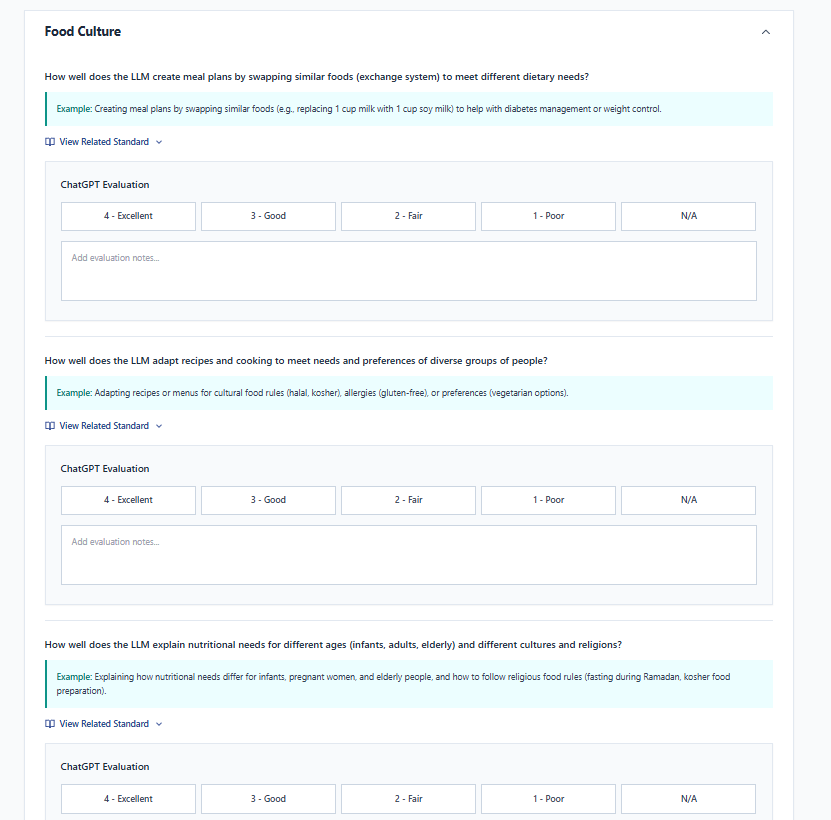 Food Culture
How well does the LLM create meal plans by swapping similar foods (exchange system) to meet different dietary needs?
Example: Creating meal plans by swapping similar foods (e.g., replacing 1 cup milk with 1 cup soy milk) to help with diabetes management or weight control.
View Related Standard
ChatGPT Evaluation
4 - Excellent
3 - Good
2 - Fair
1 - Poor
N/A
Add evaluation notes...
How well does the LLM adapt recipes and cooking to meet needs and preferences of diverse groups of people?
Example: Adapting recipes or menus for cultural food rules (halal, kosher), allergies (gluten-free), or preferences (vegetarian options).
View Related Standard
ChatGPT Evaluation
4 - Excellent
3 - Good
2 - Fair
1 - Poor
N/A
Add evaluation notes...
How well does the LLM explain nutritional needs for different ages (infants, adults, elderly) and different cultures and religions?
Example: Explaining how nutritional needs differ for infants, pregnant women, and elderly people, and how to follow religious food rules (fasting during Ramadan, kosher food
preparation).
View Related Standard
ChatGPT Evaluation
4 - Excellent
3 - Good
2 - Fair
1 - Poor
N/A